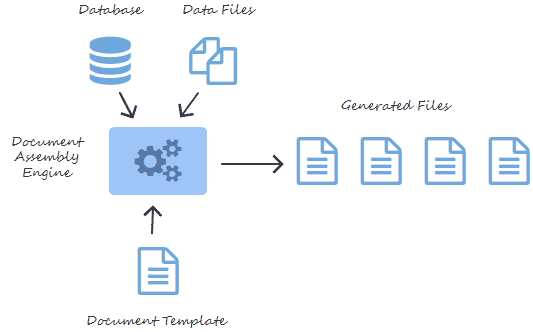 Database
Data Files
Generated Files
Document
Assembly
Engine
Document Template